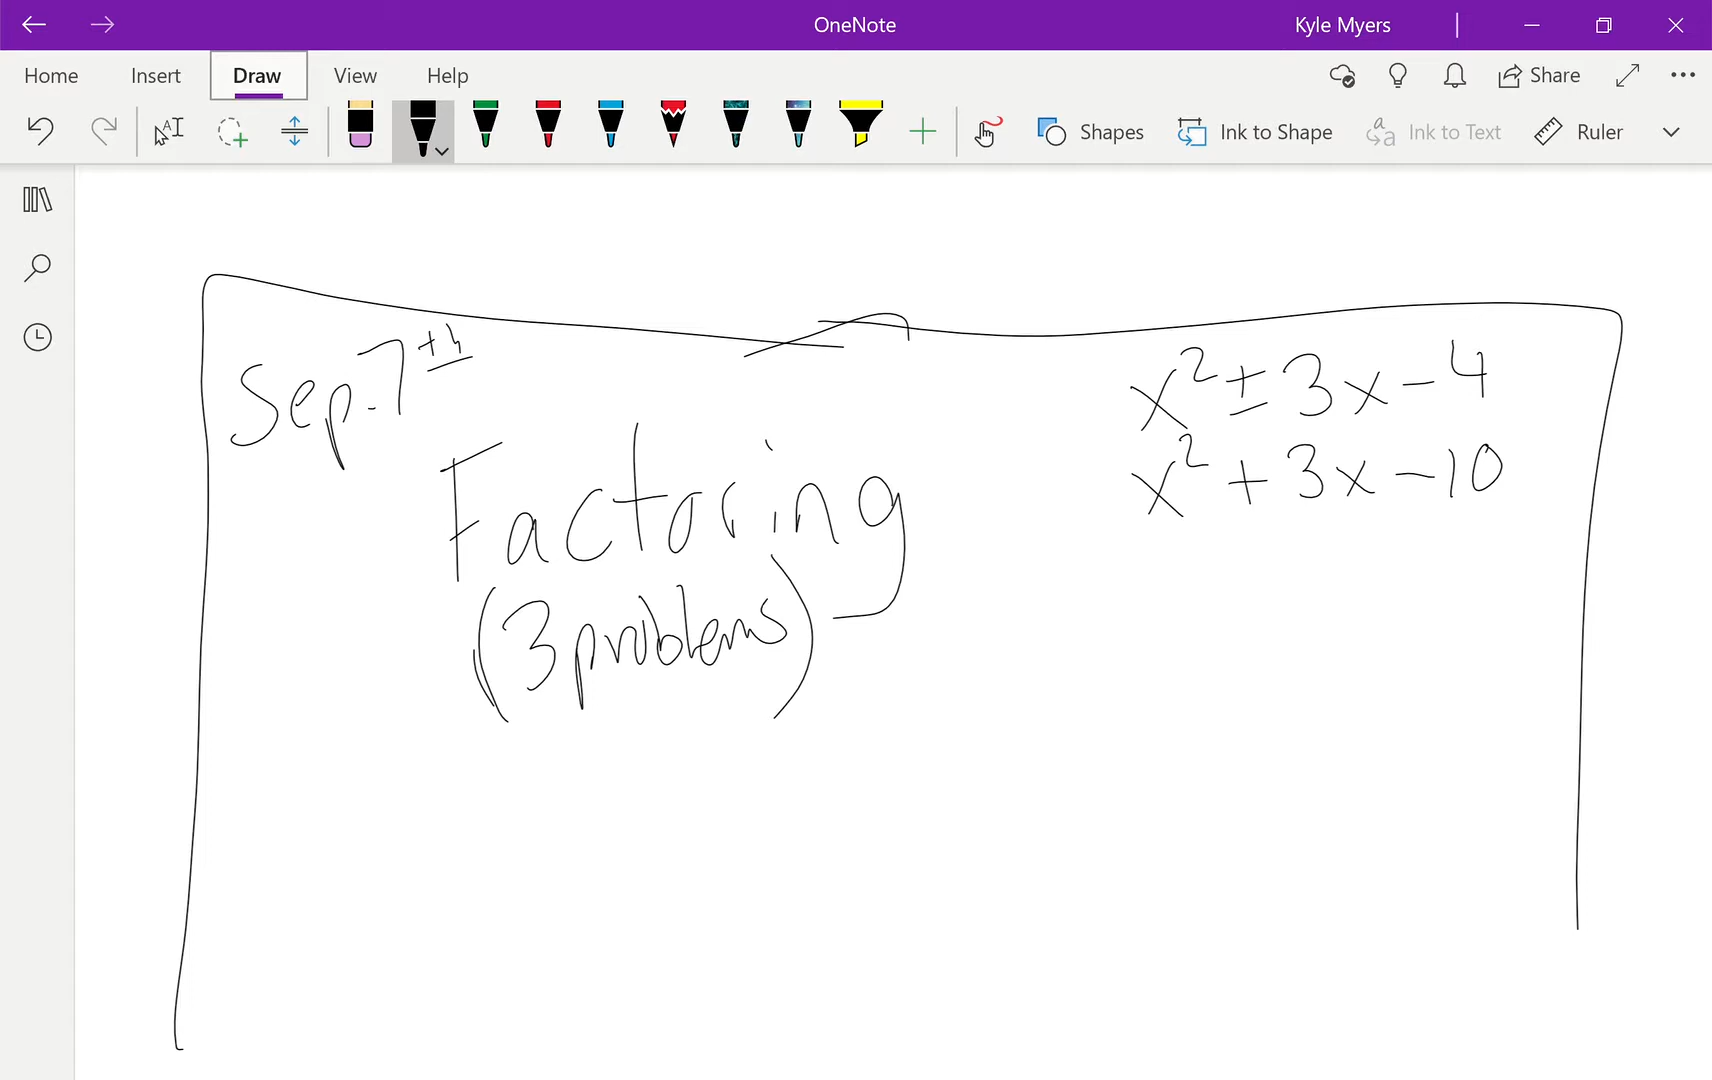 OneNote
Kyle Myers
Home Insert Draw View Help
Share
Shapes Ink to Shape Ink to Text Ruler
Sep. 7th
Factoring
(3 problems)
x² ± 3x - 4
x² + 3x - 10